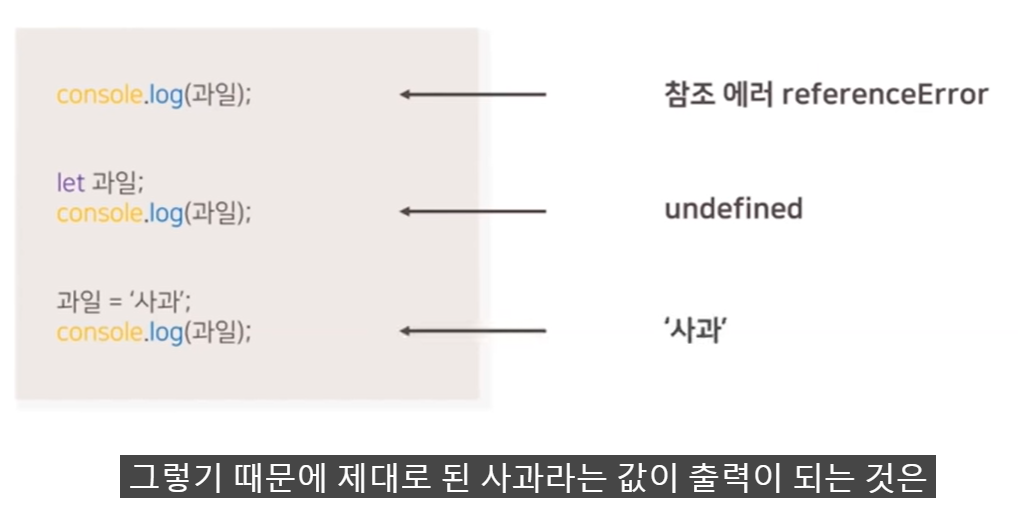 console.log(과일);
참조 에러 referenceError
let 과일;
console.log(과일);
undefined
과일 = ‘사과’;
console.log(과일);
‘사과’
그렇기 때문에 제대로 된 사과라는 값이 출력이 되는 것은